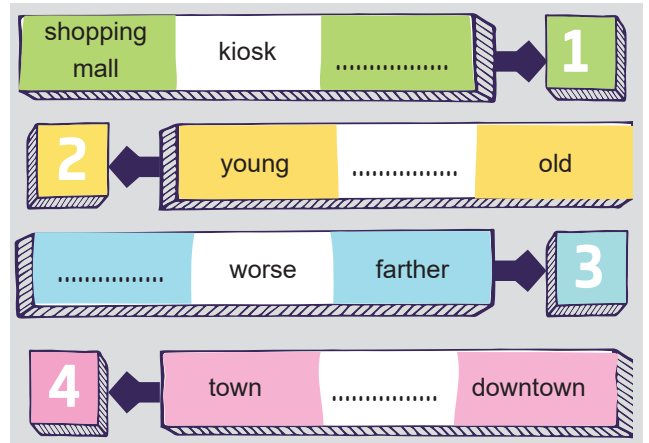 shopping
mall
kiosk
.................
1
2
young
................
old
................
worse
farther
3
4
town
................
downtown